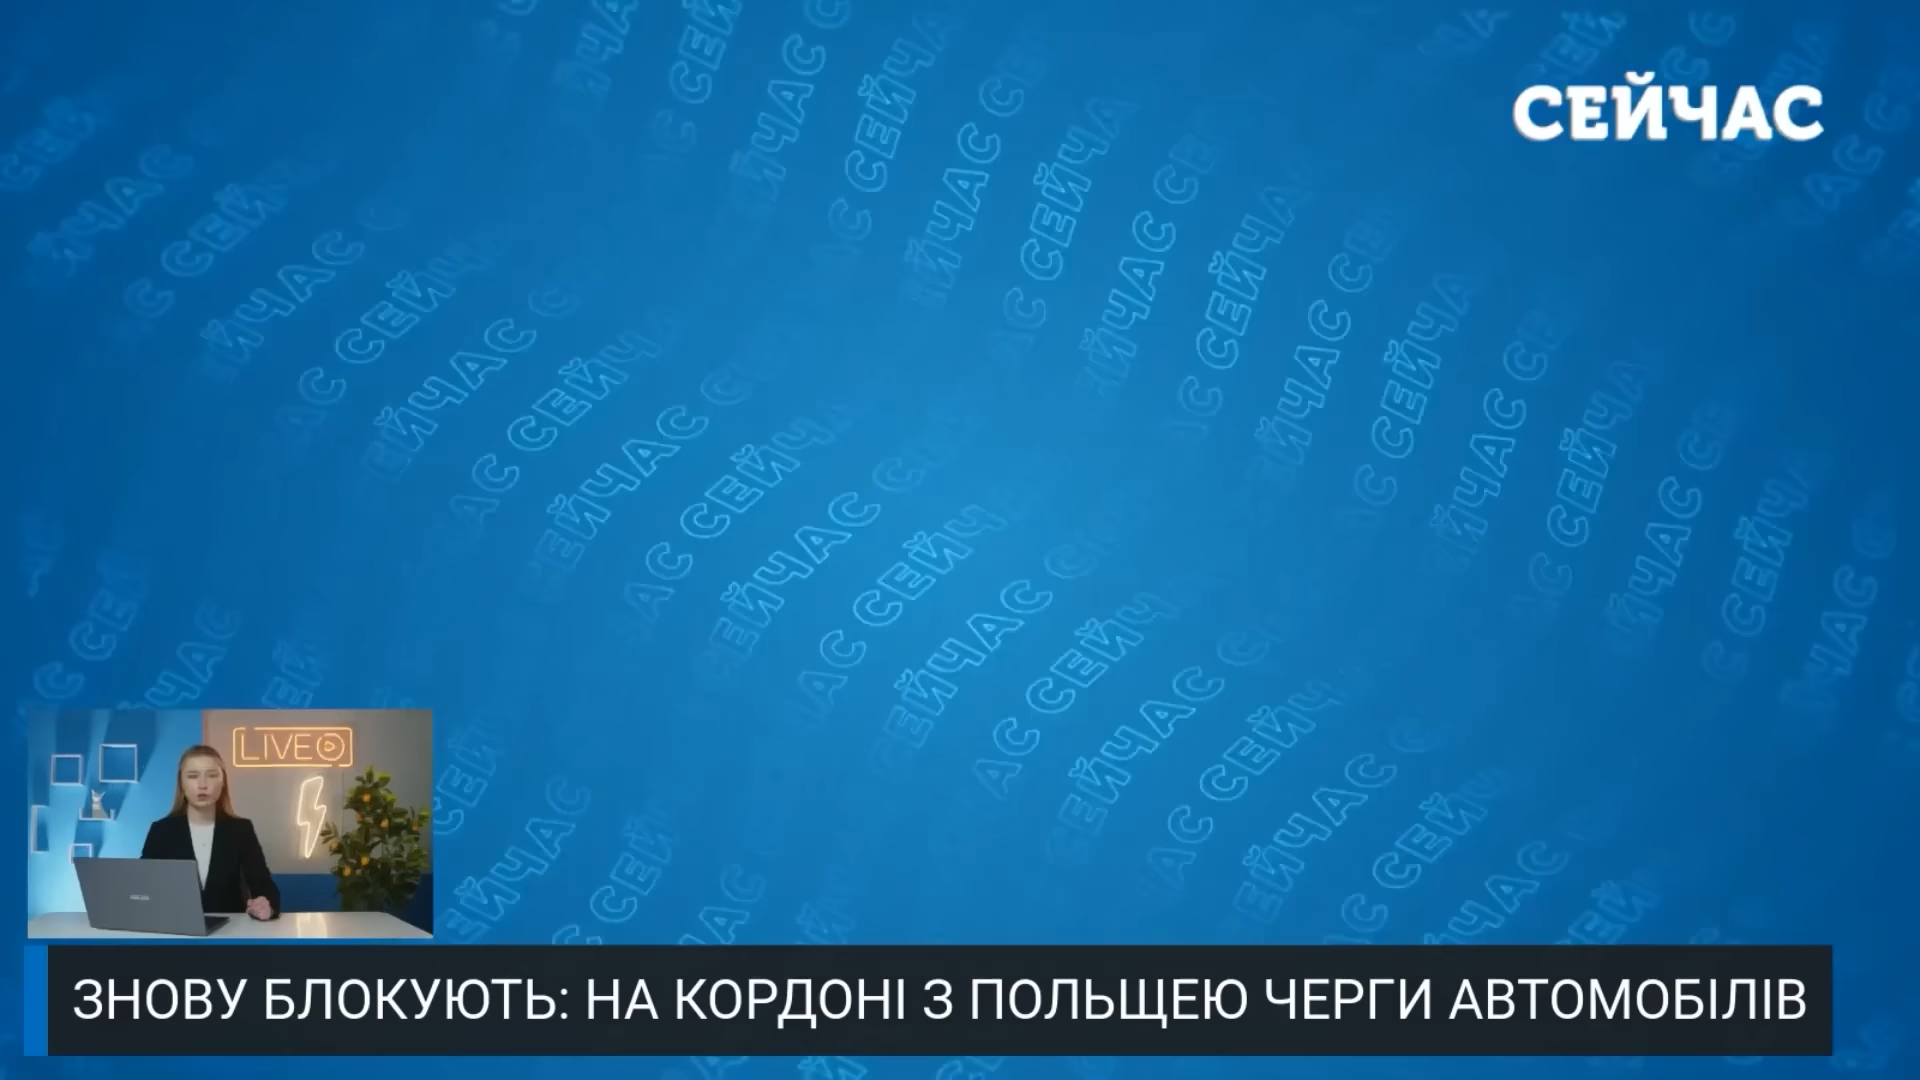 СЕЙЧАС
LIVE
ЗНОВУ БЛОКУЮТЬ: НА КОРДОНІ З ПОЛЬЩЕЮ ЧЕРГИ АВТОМОБІЛІВ